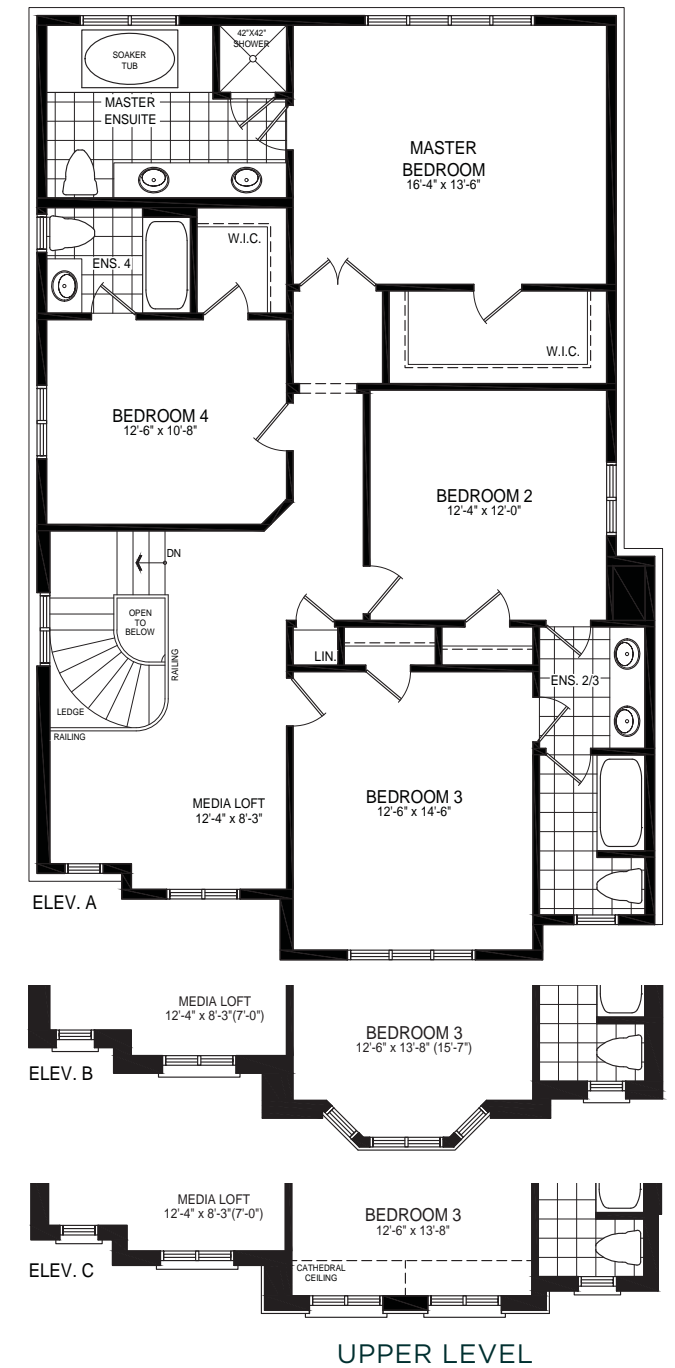 42"X42"
SHOWER
SOAKER
TUB
MASTER
ENSUITE
MASTER
BEDROOM
16'-4" x 13'-6"
W.I.C.
ENS. 4
W.I.C.
BEDROOM 4
12'-6" x 10'-8"
BEDROOM 2
12'-4" x 12'-0"
DN
OPEN
TO
BELOW
RAILING
LIN.
ENS. 2/3
LEDGE
RAILING
MEDIA LOFT
12'-4" x 8'-3"
BEDROOM 3
12'-6" x 14'-6"
ELEV. A
MEDIA LOFT
12'-4" x 8'-3"(7'-0")
BEDROOM 3
12'-6" x 13'-8" (15'-7")
ELEV. B
MEDIA LOFT
12'-4" x 8'-3"(7'-0")
BEDROOM 3
12'-6" x 13'-8"
CATHEDRAL
CEILING
ELEV. C
UPPER LEVEL